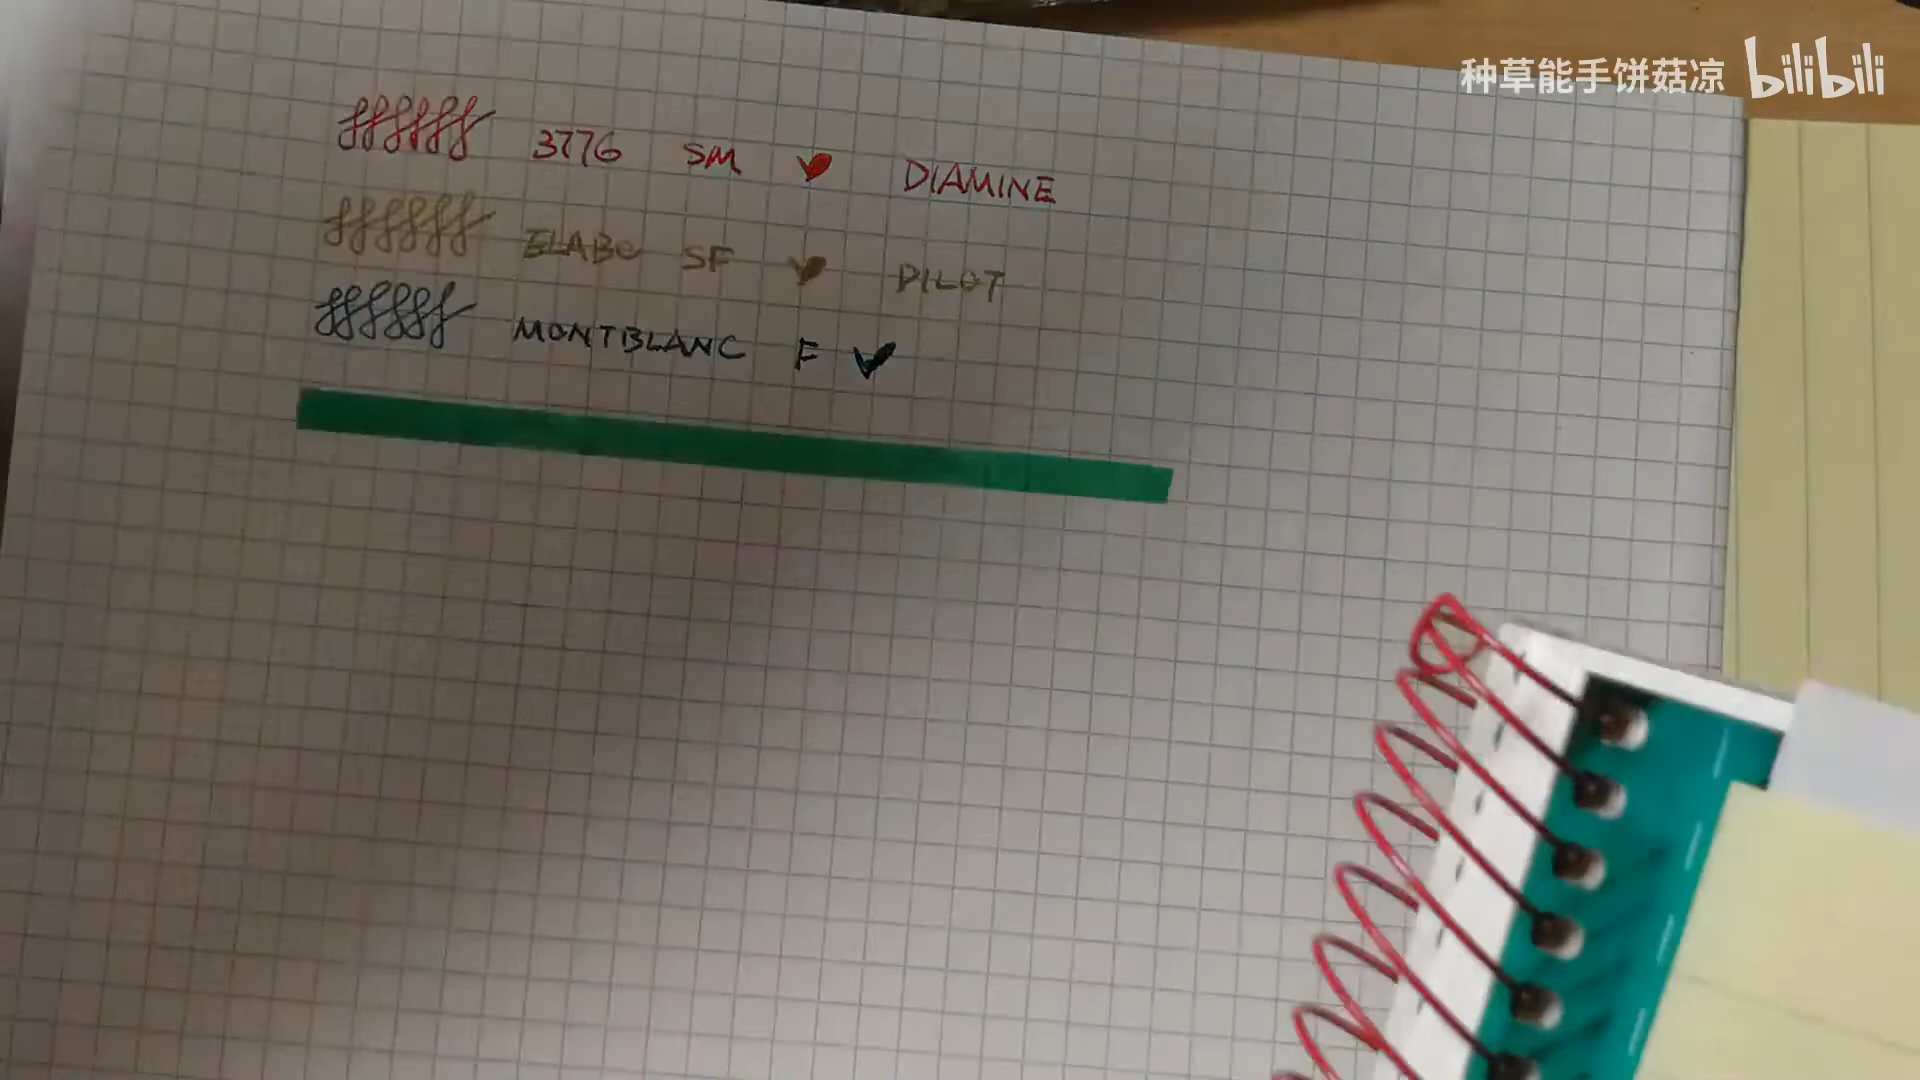 种草能手饼菇凉 bilibili
3776 SM DIAMINE
ELABO SF PILOT
MONTBLANC F